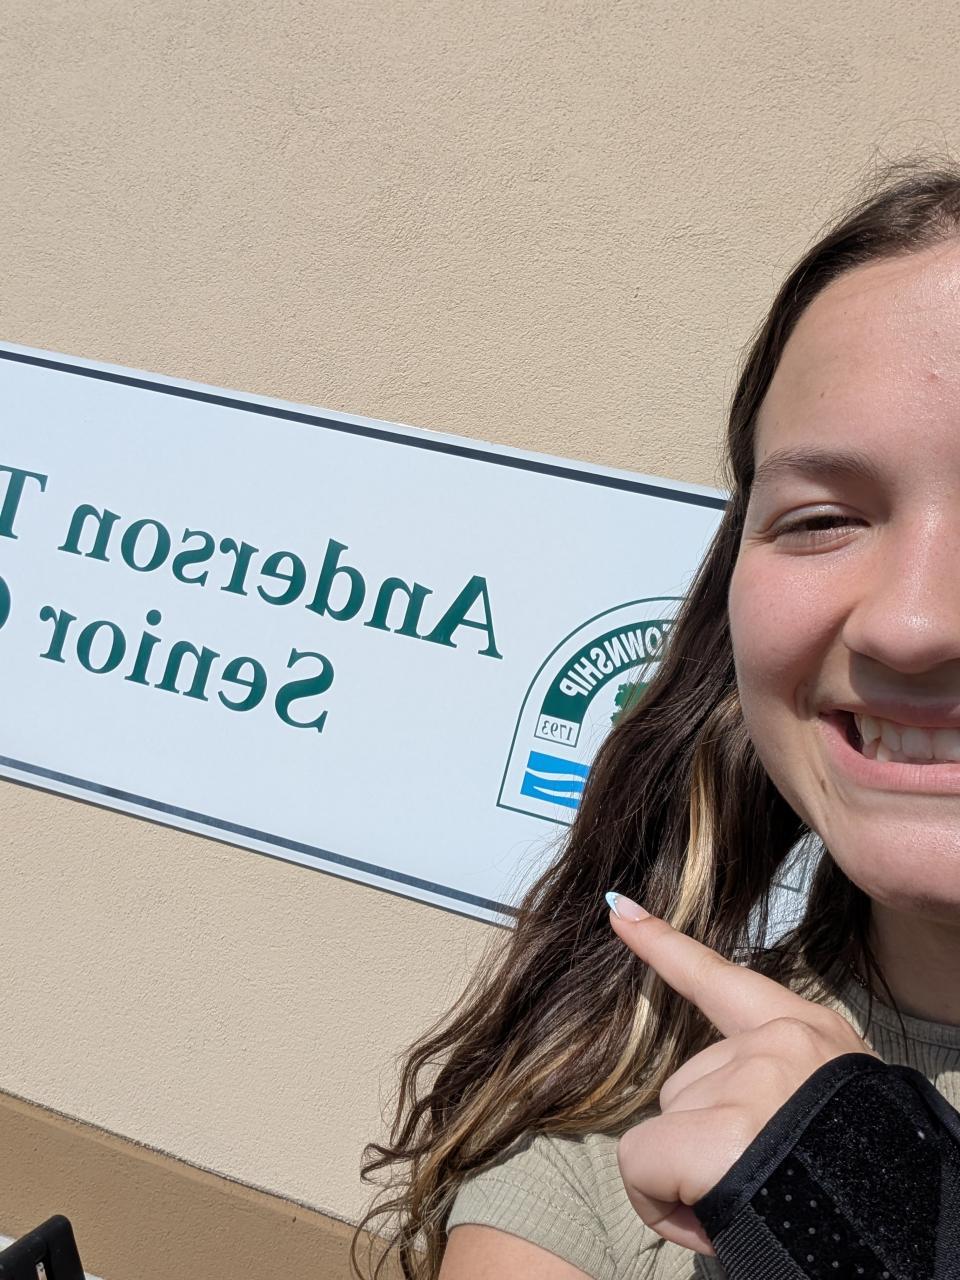 Anderson T
Senior
TOWNSHIP
1793